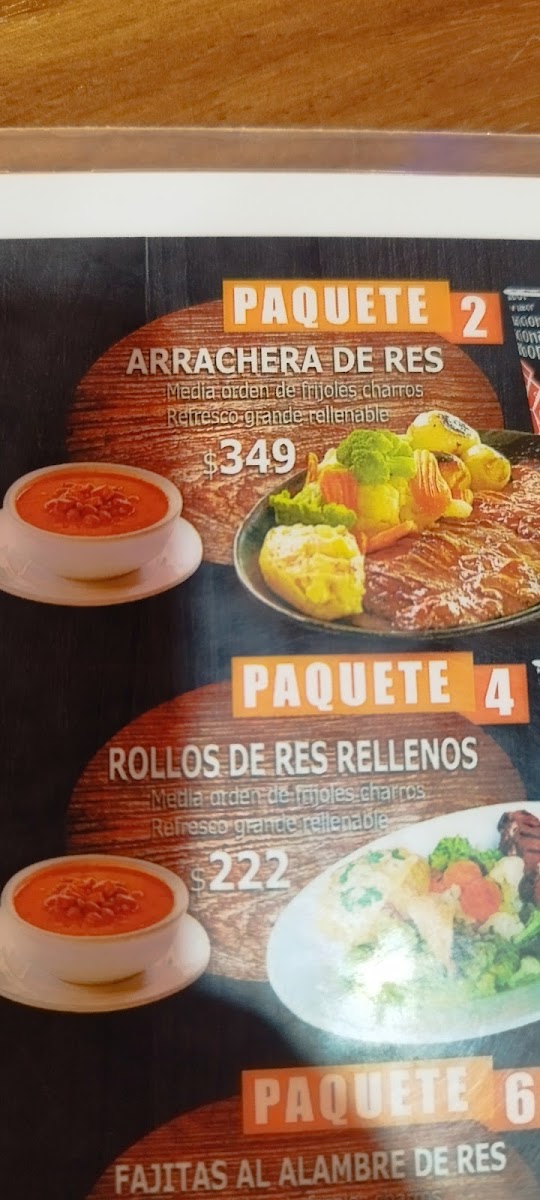 PAQUETE 2
ARRACHERA DE RES
Media orden de frijoles charros
Refresco grande rellenable
$349
PAQUETE 4
ROLLOS DE RES RELLENOS
Media orden de frijoles charros
Refresco grande rellenable
$222
PAQUETE 6
FAJITAS AL ALAMBRE DE RES